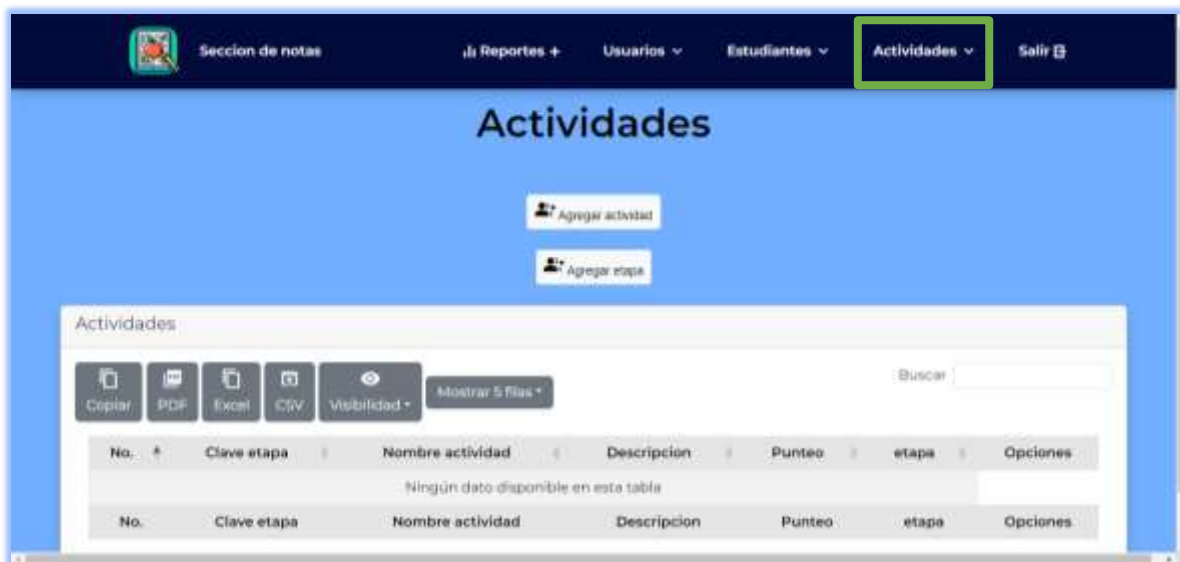 Seccion de notas Reportes + Usuarios Estudiantes Actividades Salir
Actividades
Agregar actividad
Agregar etapa
Actividades
Copiar PDF Excel CSV Visibilidad Mostrar 5 filas Buscar
No. Clave etapa Nombre actividad Descripcion Punteo etapa Opciones
Ningún dato disponible en esta tabla
No. Clave etapa Nombre actividad Descripcion Punteo etapa Opciones